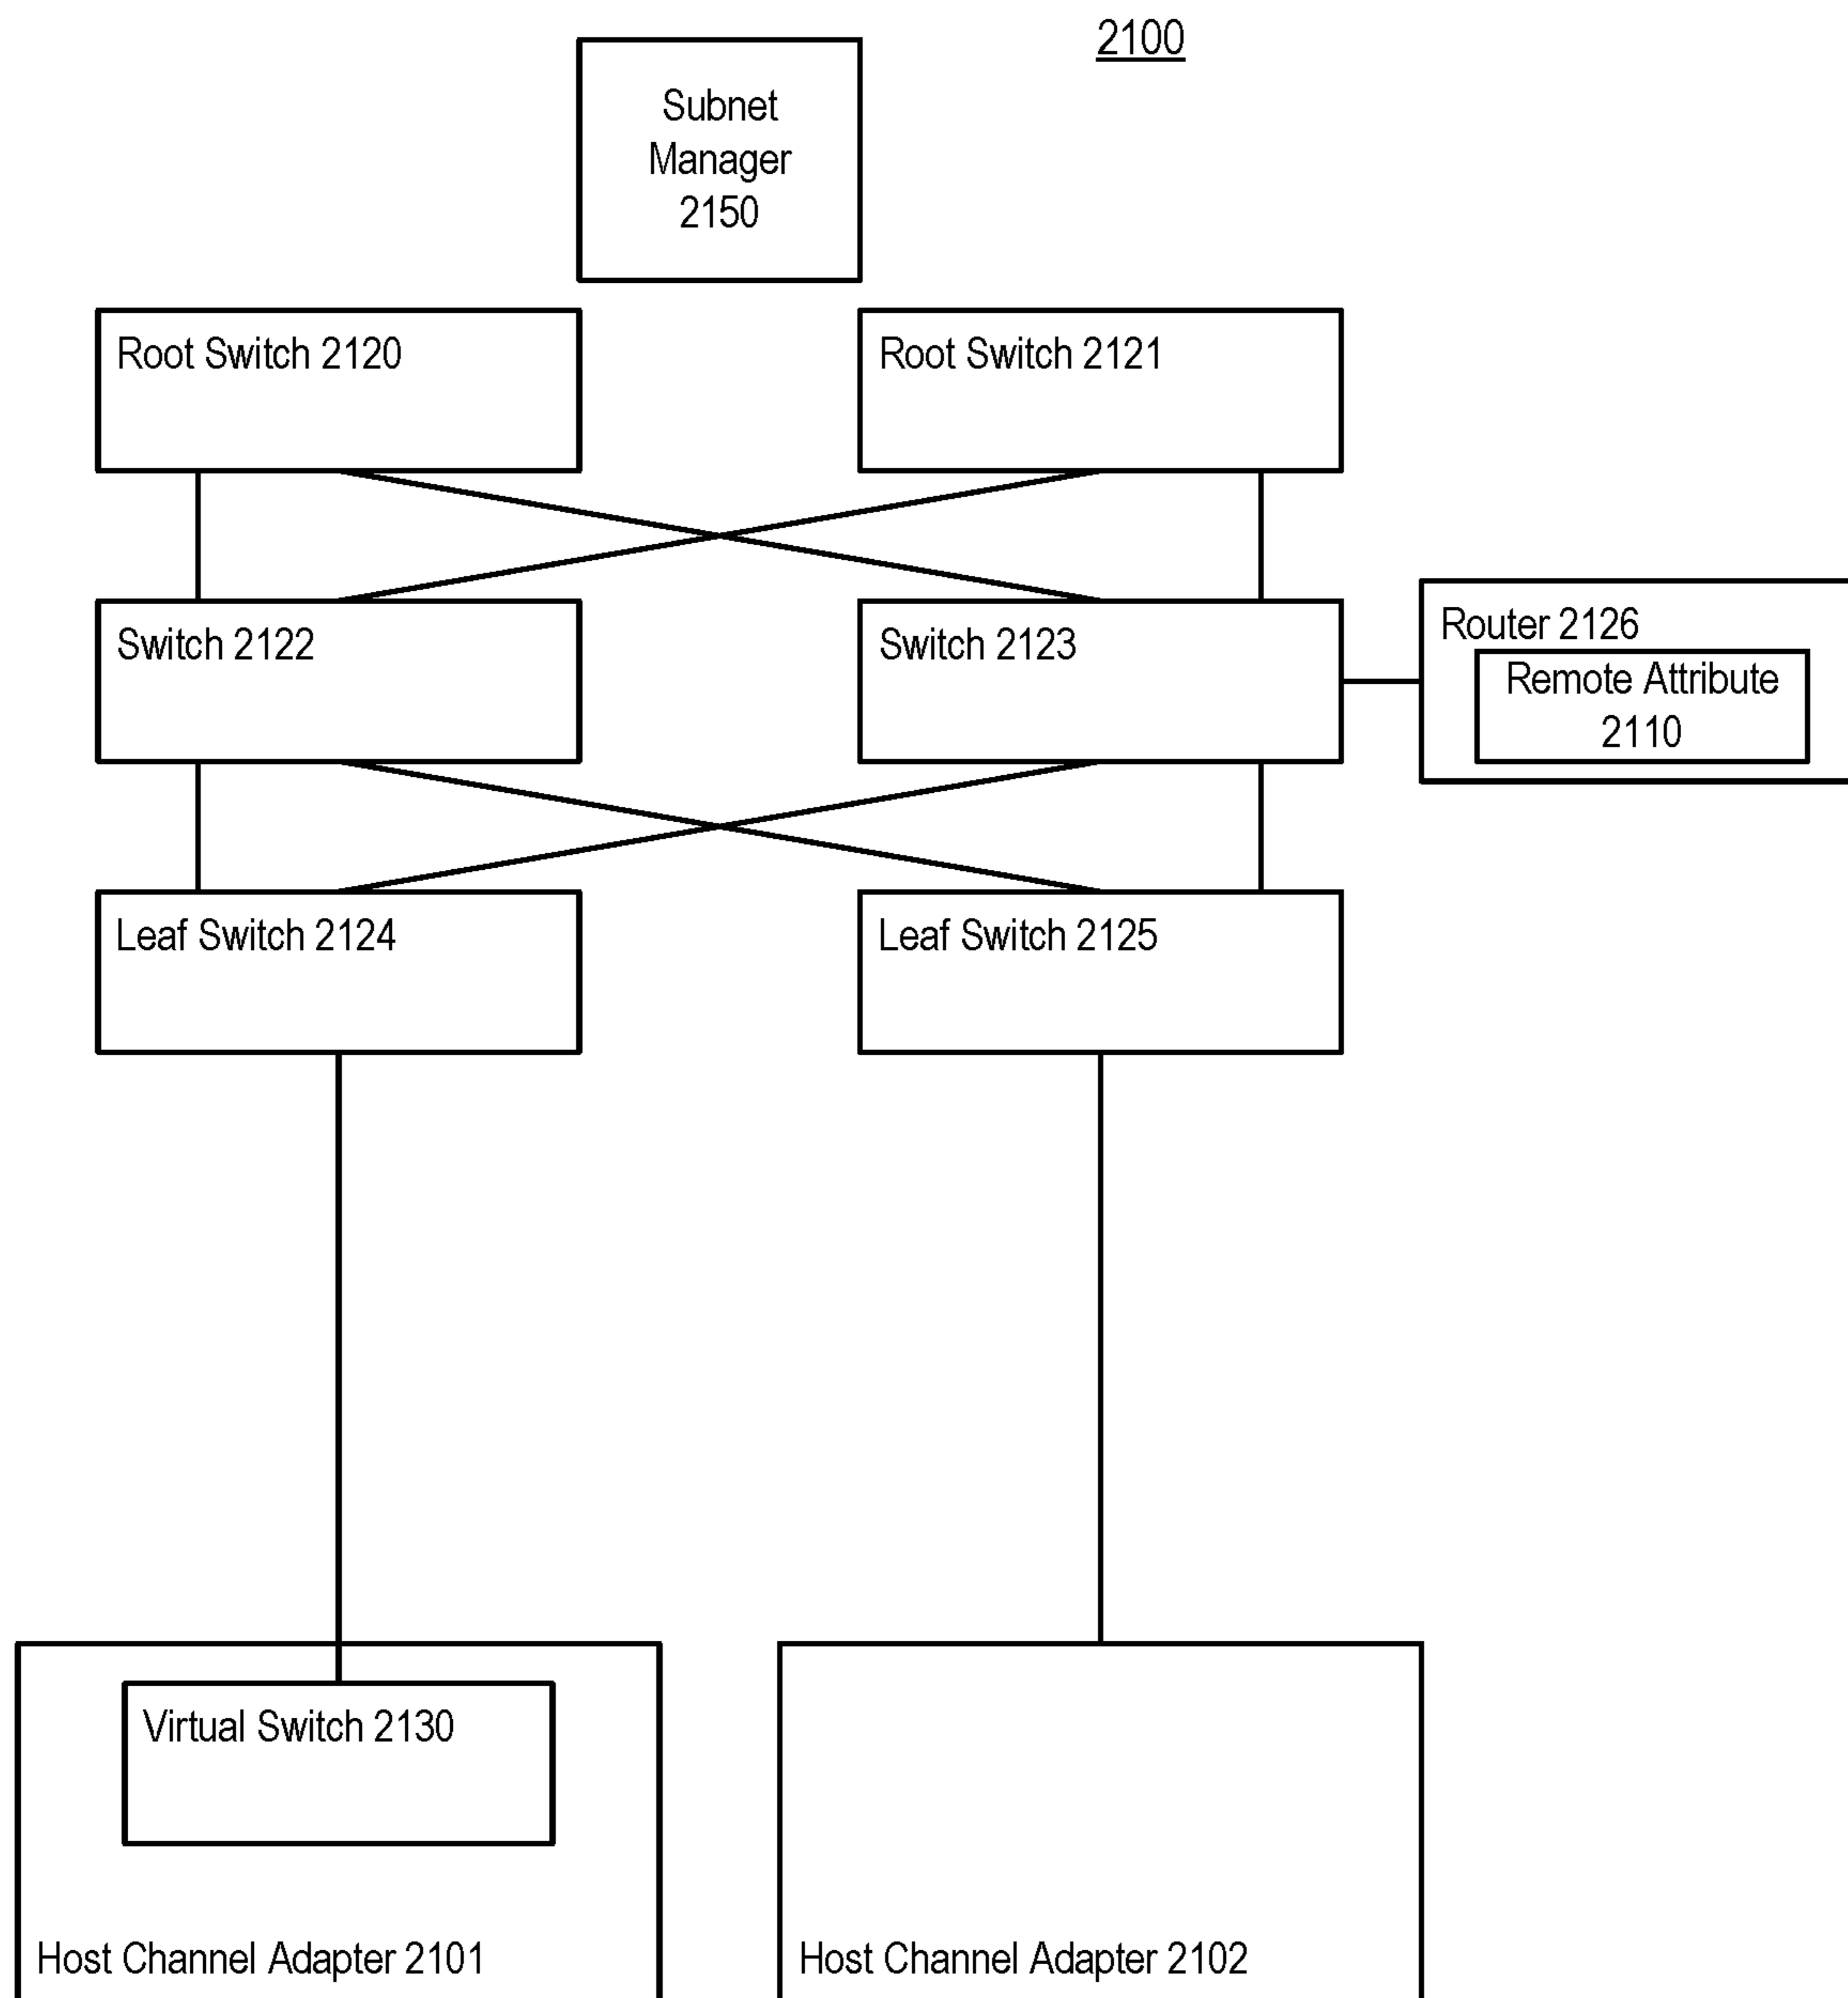 2100
Subnet
Manager
2150
Root Switch 2120
Root Switch 2121
Switch 2122
Switch 2123
Router 2126
Remote Attribute
2110
Leaf Switch 2124
Leaf Switch 2125
Virtual Switch 2130
Host Channel Adapter 2101
Host Channel Adapter 2102